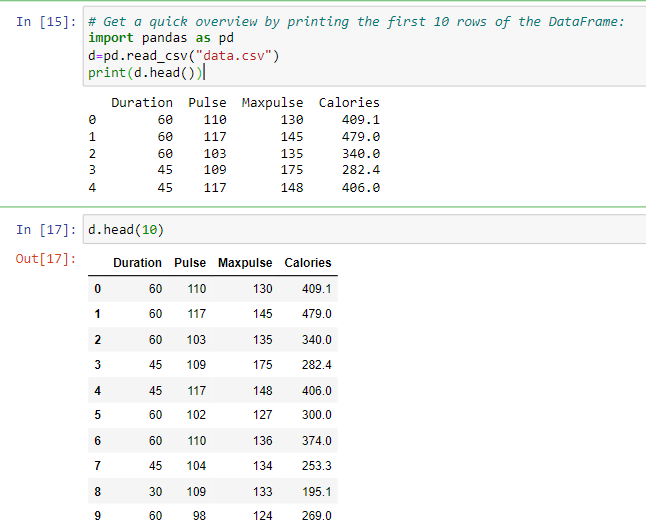 In [15]: # Get a quick overview by printing the first 10 rows of the DataFrame:
import pandas as pd
d=pd.read_csv("data.csv")
print(d.head())
Duration Pulse Maxpulse Calories
0 60 110 130 409.1
1 60 117 145 479.0
2 60 103 135 340.0
3 45 109 175 282.4
4 45 117 148 406.0
In [17]: d.head(10)
Out[17]:
Duration Pulse Maxpulse Calories
0 60 110 130 409.1
1 60 117 145 479.0
2 60 103 135 340.0
3 45 109 175 282.4
4 45 117 148 406.0
5 60 102 127 300.0
6 60 110 136 374.0
7 45 104 134 253.3
8 30 109 133 195.1
9 60 98 124 269.0